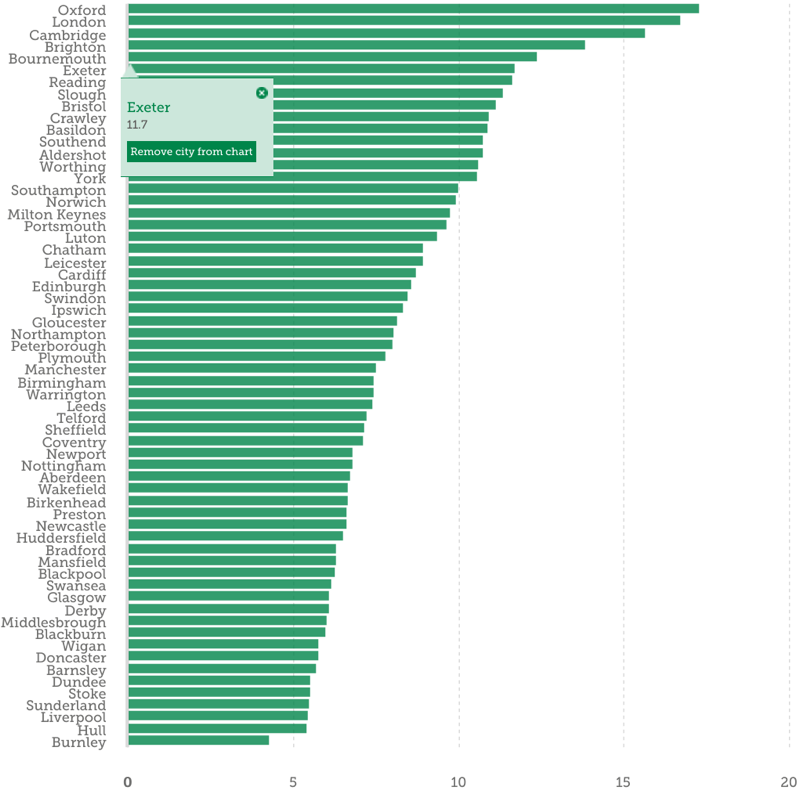 Oxford
London
Cambridge
Brighton
Bournemouth
Exeter
Reading
Slough
Bristol
Crawley
Basildon
Southend
Aldershot
Worthing
York
Southampton
Norwich
Milton Keynes
Portsmouth
Luton
Chatham
Leicester
Cardiff
Edinburgh
Swindon
Ipswich
Gloucester
Northampton
Peterborough
Plymouth
Manchester
Birmingham
Warrington
Leeds
Telford
Sheffield
Coventry
Newport
Nottingham
Aberdeen
Wakefield
Birkenhead
Preston
Newcastle
Huddersfield
Bradford
Mansfield
Blackpool
Swansea
Glasgow
Derby
Middlesbrough
Blackburn
Wigan
Doncaster
Barnsley
Dundee
Stoke
Sunderland
Liverpool
Hull
Burnley
Exeter
11.7
Remove city from chart
0 5 10 15 20